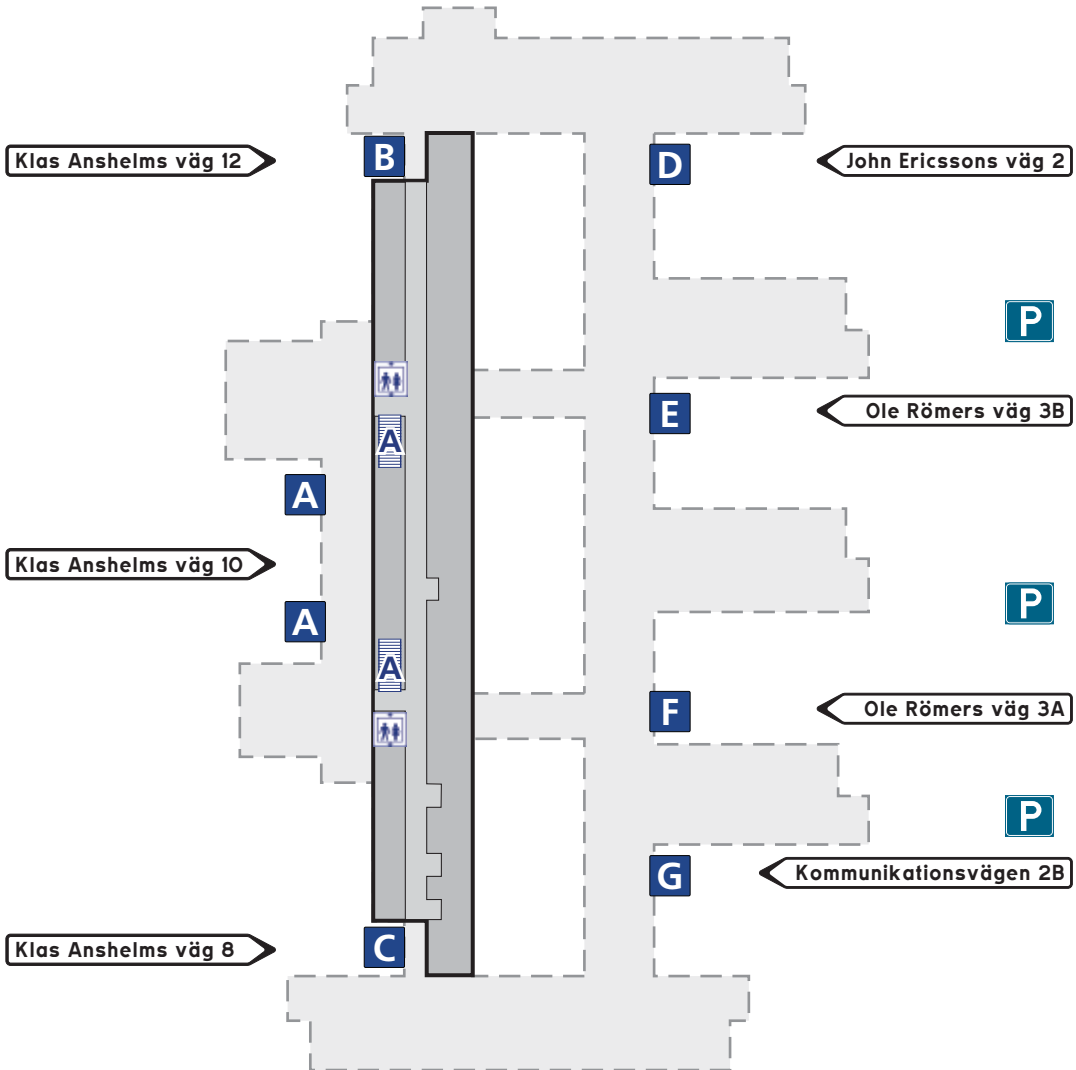 B
Klas Anshelms väg 12
D
John Ericssons väg 2
P
E
Ole Römers väg 3B
A
A
Klas Anshelms väg 10
P
A
A
F
Ole Römers väg 3A
P
G
Kommunikationsvägen 2B
C
Klas Anshelms väg 8